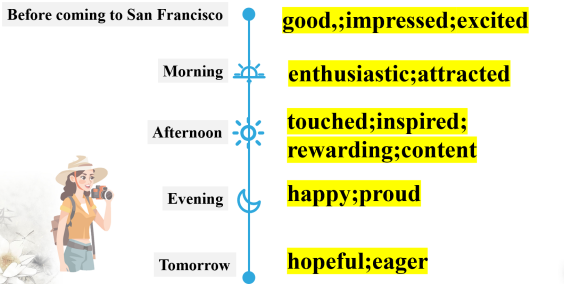 Before coming to San Francisco
good,;impressed;excited
Morning
enthusiastic;attracted
Afternoon
touched;inspired;
rewarding;content
Evening
happy;proud
Tomorrow
hopeful;eager